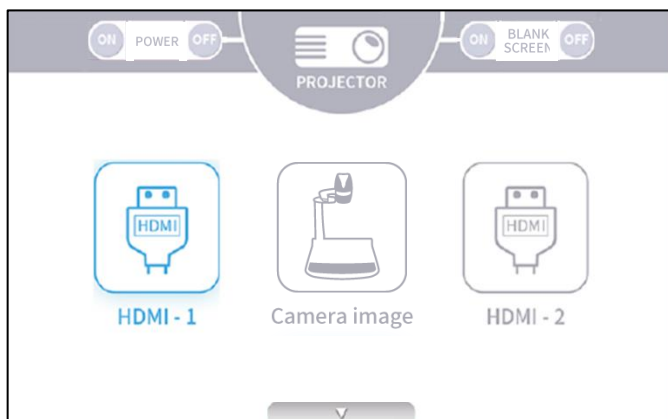 ON POWER OFF
ON BLANK SCREEN OFF
PROJECTOR
HDMI
HDMI
HDMI - 1
Camera image
HDMI - 2